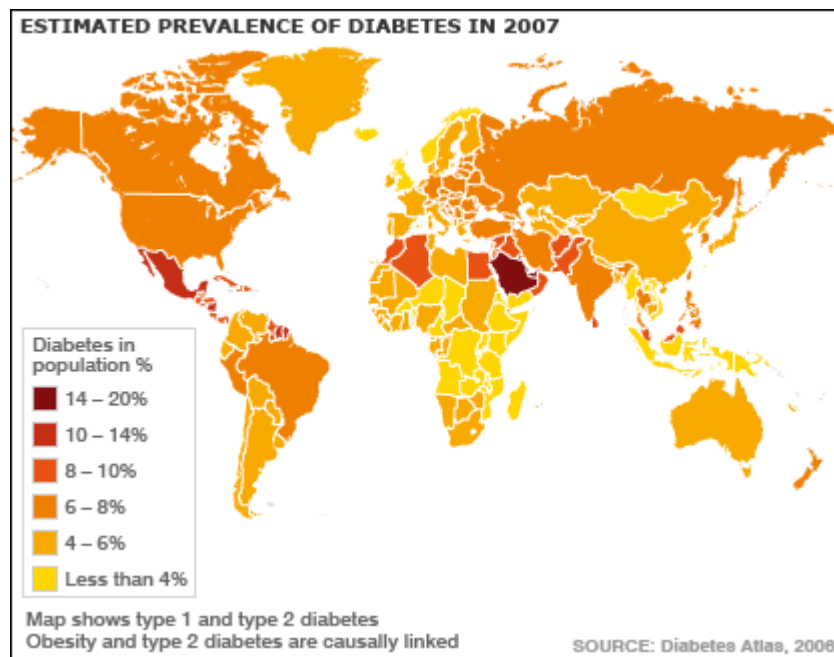 ESTIMATED PREVALENCE OF DIABETES IN 2007
Diabetes in
population %
14 – 20%
10 – 14%
8 – 10%
6 – 8%
4 – 6%
Less than 4%
Map shows type 1 and type 2 diabetes
Obesity and type 2 diabetes are causally linked
SOURCE: Diabetes Atlas, 2006